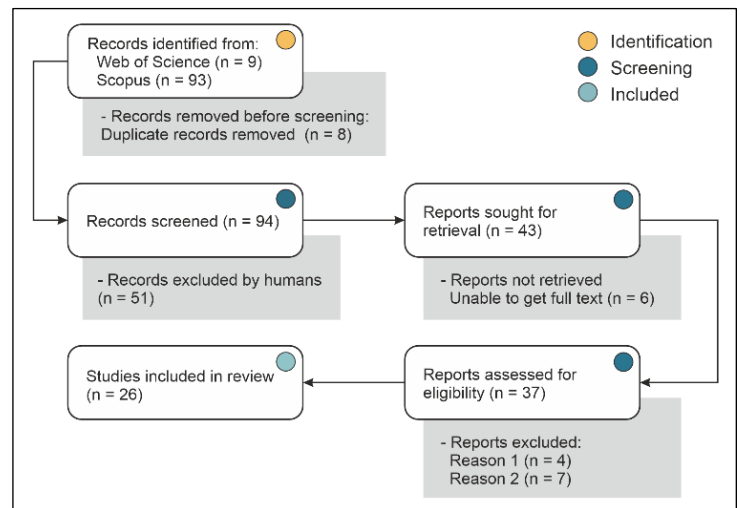 Records identified from:
Web of Science (n = 9)
Scopus (n = 93)
- Records removed before screening:
Duplicate records removed (n = 8)
Identification
Screening
Included
Records screened (n = 94)
- Records excluded by humans
(n = 51)
Reports sought for
retrieval (n = 43)
- Reports not retrieved
Unable to get full text (n = 6)
Studies included in review
(n = 26)
Reports assessed for
eligibility (n = 37)
- Reports excluded:
Reason 1 (n = 4)
Reason 2 (n = 7)